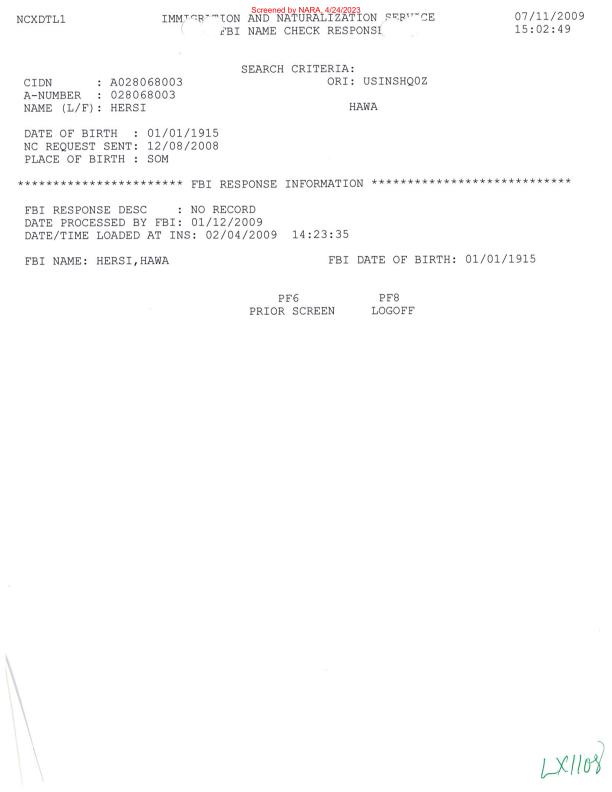 Screened by NARA, 4/24/2023
NCXDTL1 IMMIGRATION AND NATURALIZATION SERVICE 07/11/2009
FBI NAME CHECK RESPONSE 15:02:49
SEARCH CRITERIA:
CIDN : A028068003 ORI: USINSHQ0Z
A-NUMBER : 028068003
NAME (L/F): HERSI HAWA
DATE OF BIRTH : 01/01/1915
NC REQUEST SENT: 12/08/2008
PLACE OF BIRTH : SOM
*********************** FBI RESPONSE INFORMATION ****************************
FBI RESPONSE DESC : NO RECORD
DATE PROCESSED BY FBI: 01/12/2009
DATE/TIME LOADED AT INS: 02/04/2009 14:23:35
FBI NAME: HERSI,HAWA FBI DATE OF BIRTH: 01/01/1915
PF6 PF8
PRIOR SCREEN LOGOFF
LX1108